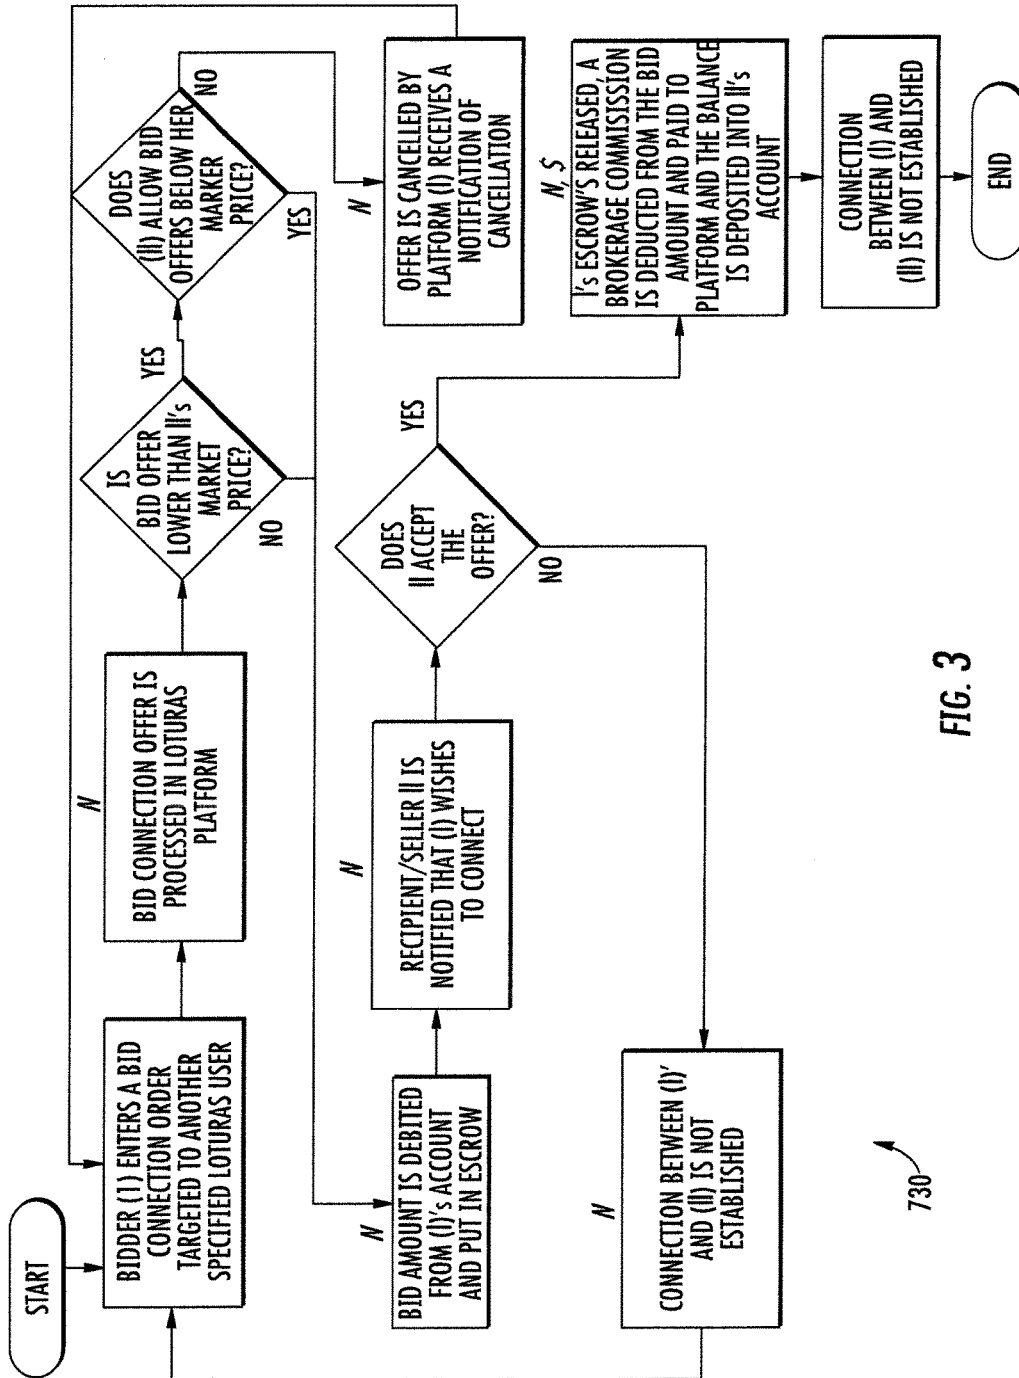 START
BIDDER (1) ENTERS A BID
CONNECTION ORDER
TARGETED TO ANOTHER
SPECIFIED LOTURAS USER
N
BID CONNECTION OFFER IS
PROCESSED IN LOTURAS
PLATFORM
IS
BID OFFER
LOWER THAN II's
MARKET
PRICE?
YES
NO
DOES
(II) ALLOW BID
OFFERS BELOW HER
MARKER
PRICE?
NO
YES
N
OFFER IS CANCELLED BY
PLATFORM (I) RECEIVES A
NOTIFICATION OF
CANCELLATION
N
BID AMOUNT IS DEBITED
FROM (I)'s ACCOUNT
AND PUT IN ESCROW
N
RECIPIENT/SELLER II IS
NOTIFIED THAT (I) WISHES
TO CONNECT
DOES
II ACCEPT
THE
OFFER?
YES
NO
N, $
I's ESCROW'S RELEASED, A
BROKERAGE COMMISISSION
IS DEDUCTED FROM THE BID
AMOUNT AND PAID TO
PLATFORM AND THE BALANCE
IS DEPOSITED INTO II's
ACCOUNT
CONNECTION
BETWEEN (I) AND
(II) IS NOT ESTABLISHED
END
N
CONNECTION BETWEEN (I)'
AND (II) IS NOT
ESTABLISHED
730
FIG. 3